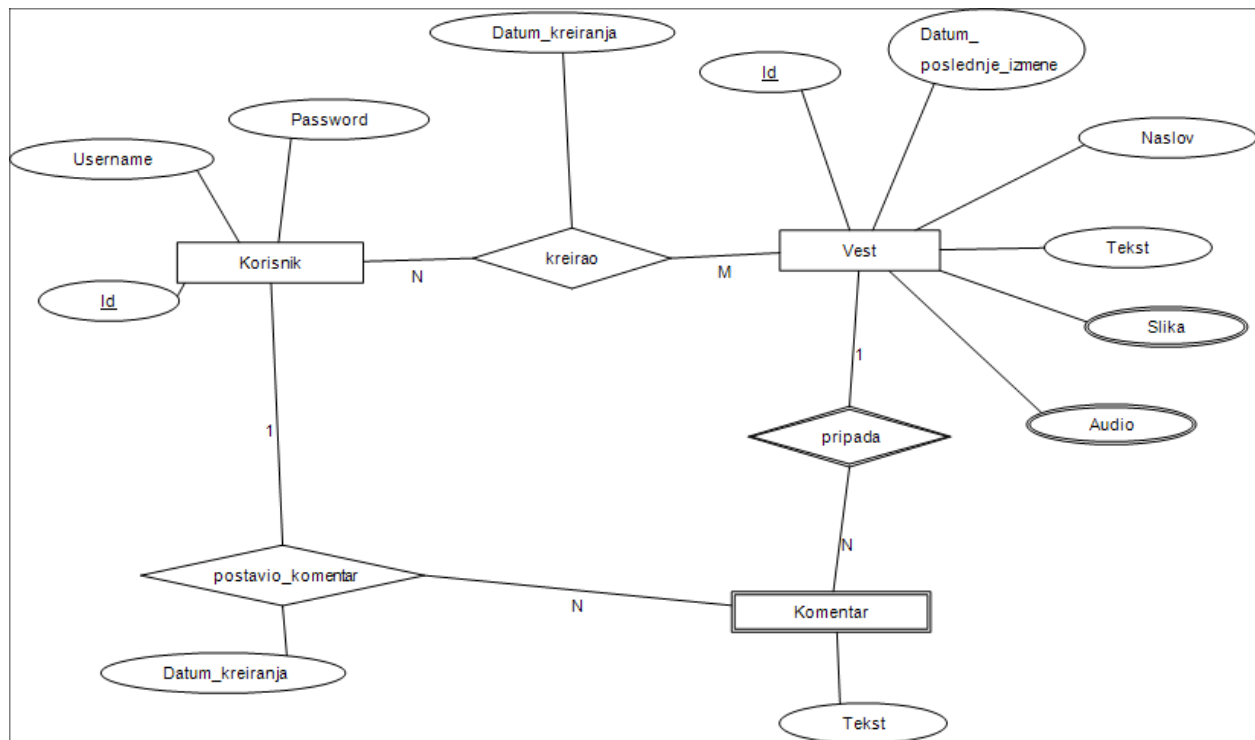 Datum_kreiranja
Id
Datum_
poslednje_izmene
Password
Naslov
Username
Korisnik
N
kreirao
M
Vest
Tekst
Id
Slika
1
Audio
1
pripada
N
postavio_komentar
N
Komentar
Datum_kreiranja
Tekst